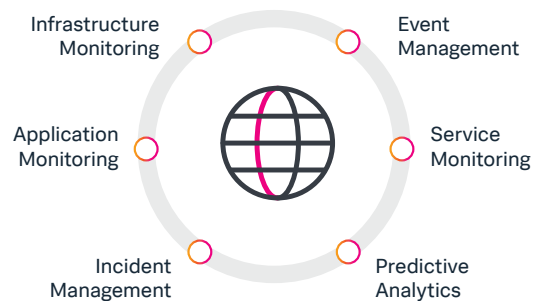 Infrastructure
Monitoring
Event
Management
Application
Monitoring
Service
Monitoring
Incident
Management
Predictive
Analytics